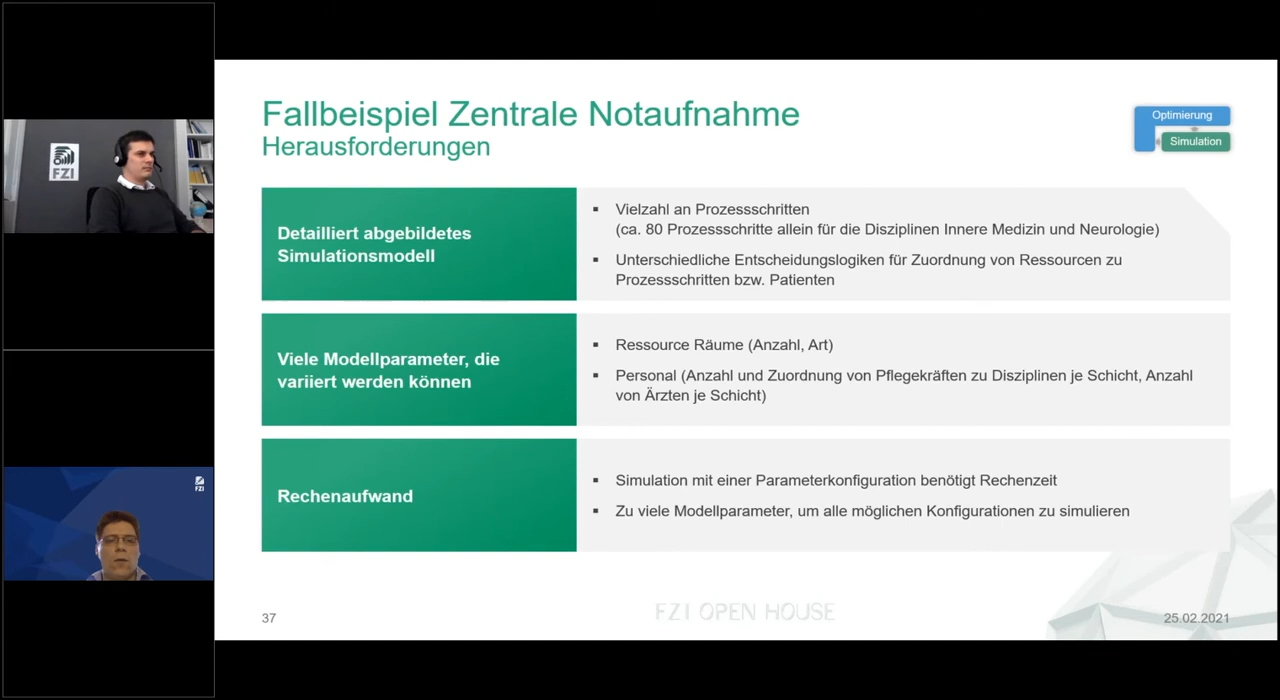 FZI
FZI
Fallbeispiel Zentrale Notaufnahme
Herausforderungen
Optimierung
Simulation
Detailliert abgebildetes
Simulationsmodell
▪ Vielzahl an Prozessschritten
(ca. 80 Prozessschritte allein für die Disziplinen Innere Medizin und Neurologie)
▪ Unterschiedliche Entscheidungslogiken für Zuordnung von Ressourcen zu
Prozessschritten bzw. Patienten
Viele Modellparameter, die
variiert werden können
▪ Ressource Räume (Anzahl, Art)
▪ Personal (Anzahl und Zuordnung von Pflegekräften zu Disziplinen je Schicht, Anzahl
von Ärzten je Schicht)
Rechenaufwand
▪ Simulation mit einer Parameterkonfiguration benötigt Rechenzeit
▪ Zu viele Modellparameter, um alle möglichen Konfigurationen zu simulieren
37
FZI OPEN HOUSE
25.02.2021